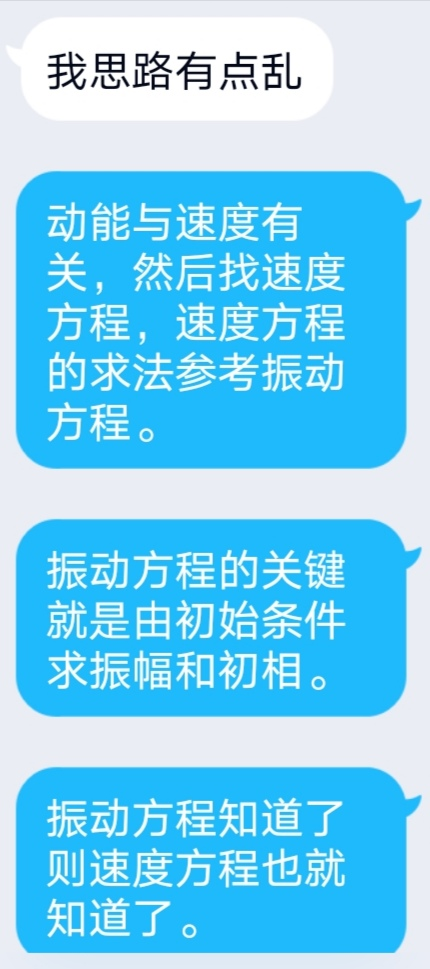 我思路有点乱
动能与速度有
关，然后找速度
方程，速度方程
的求法参考振动
方程。
振动方程的关键
就是由初始条件
求振幅和初相。
振动方程知道了
则速度方程也就
知道了。